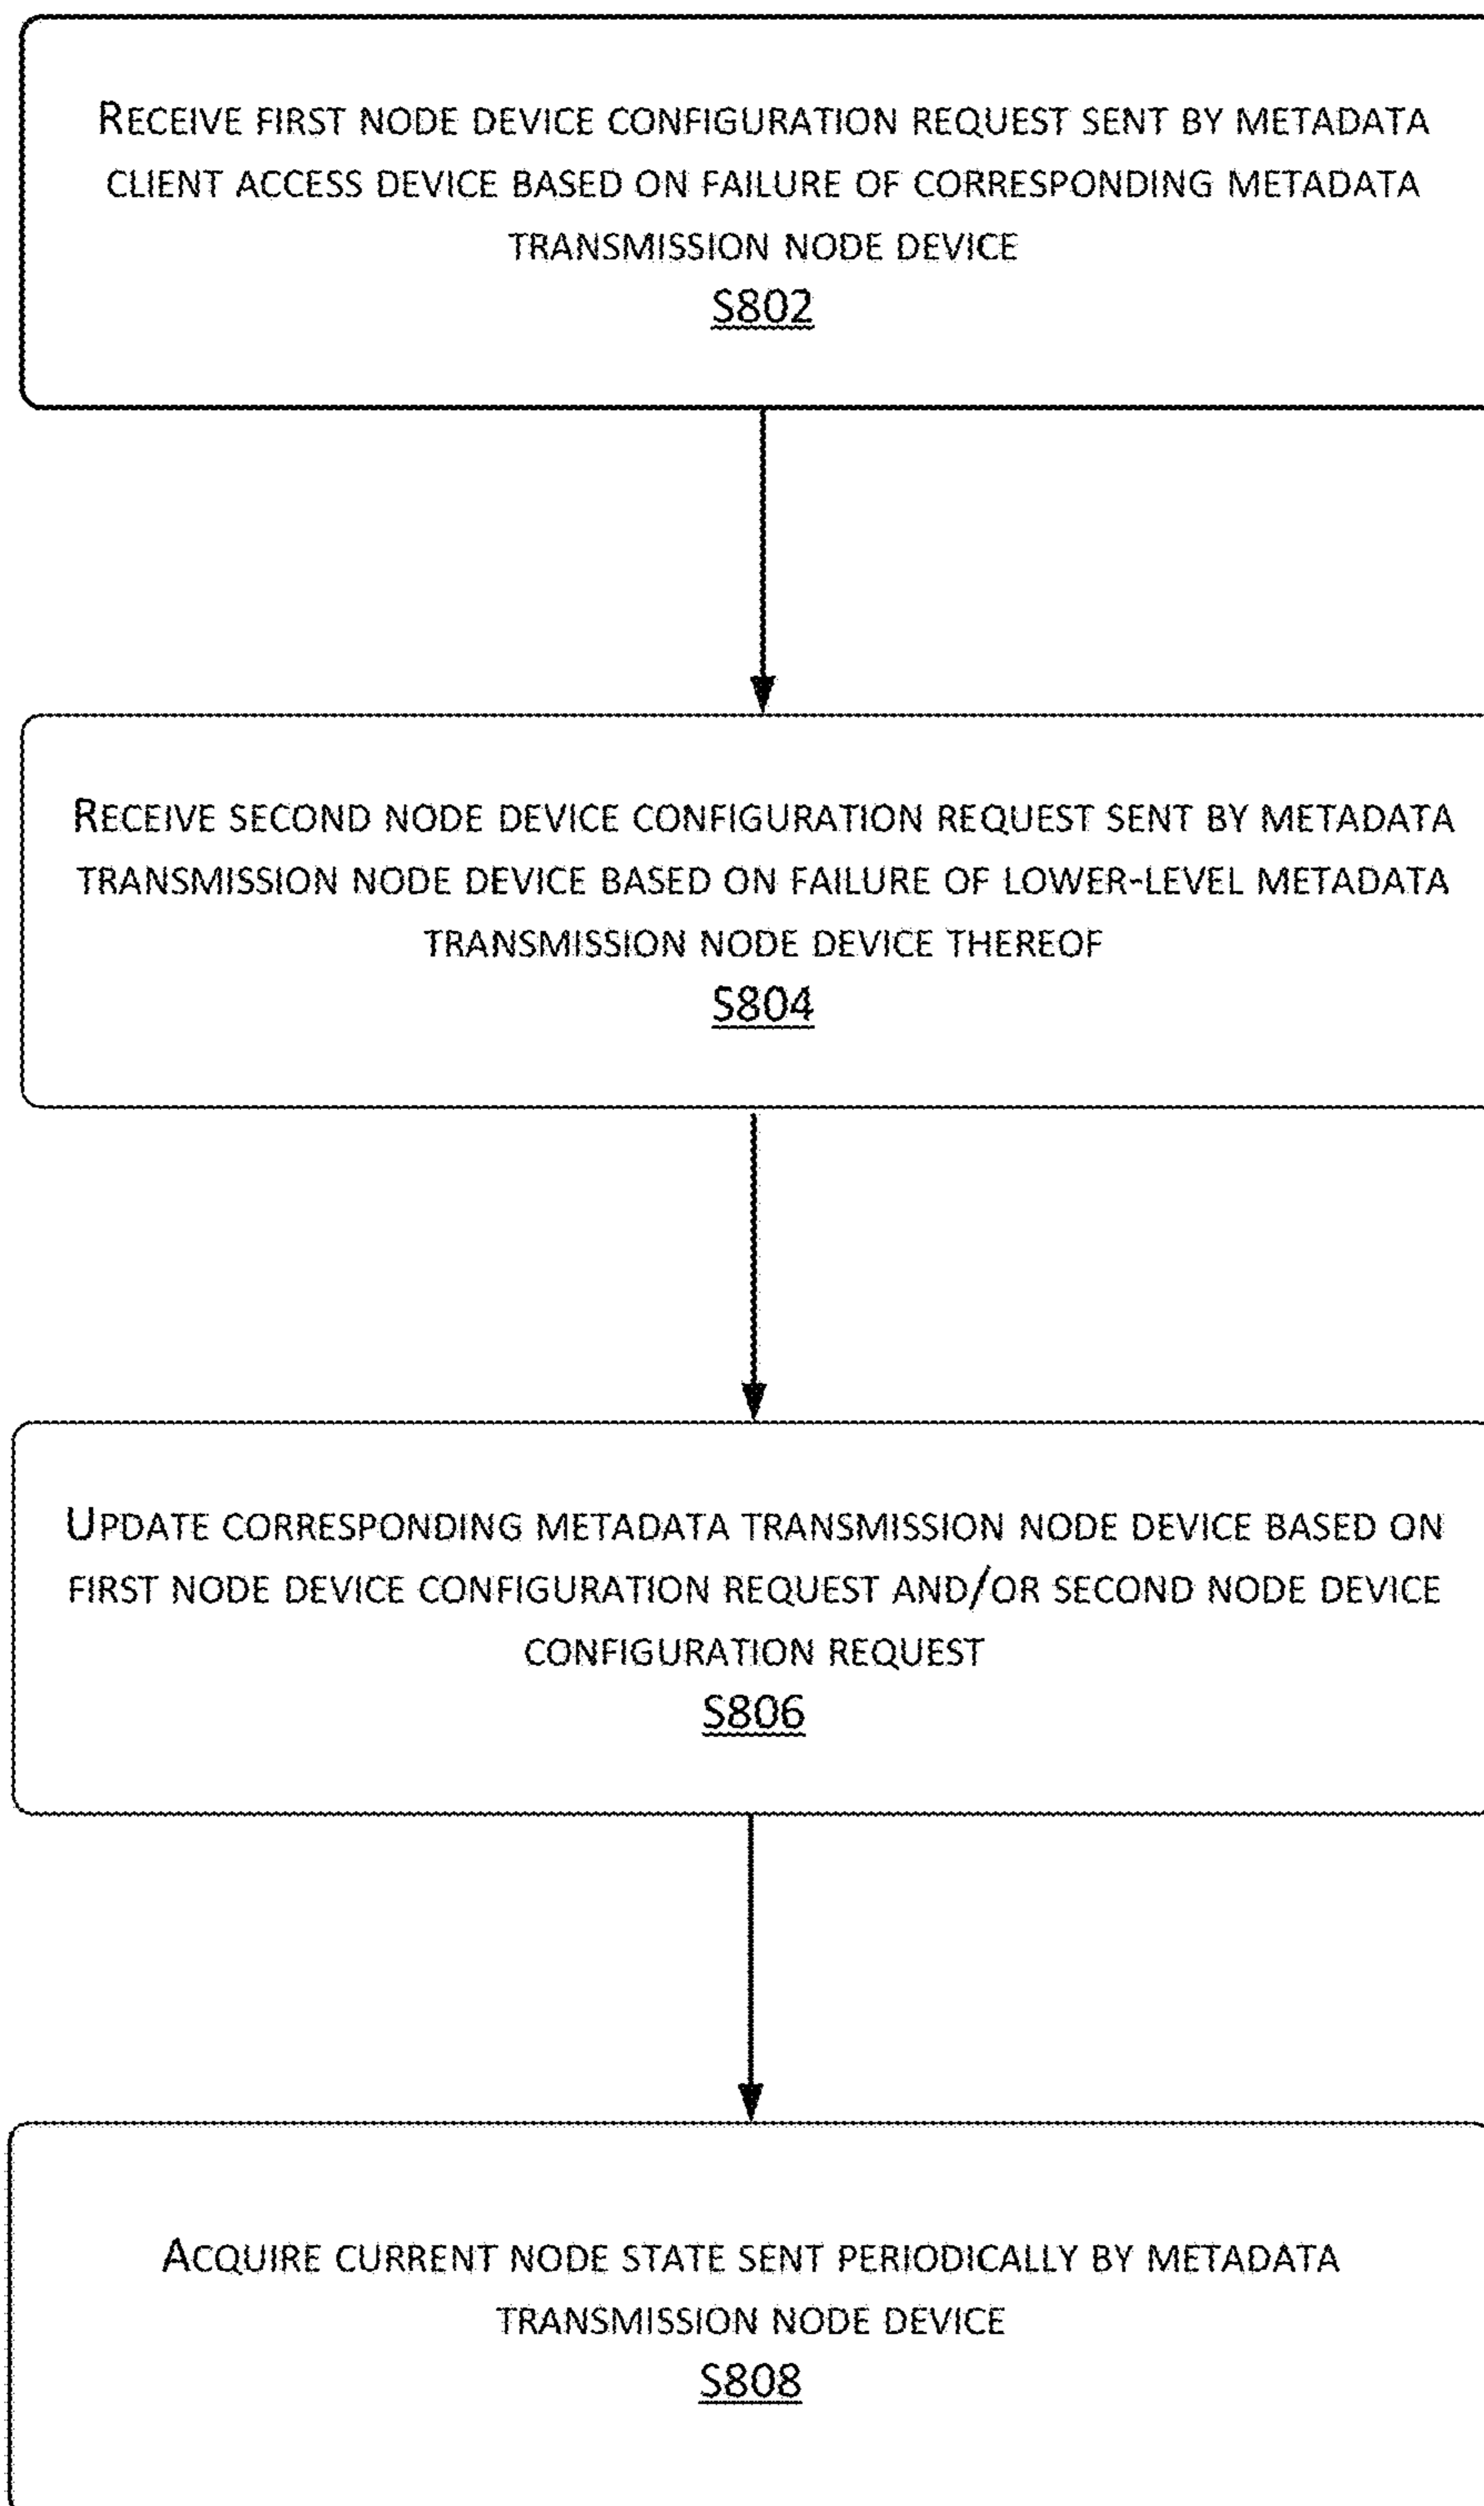 RECEIVE FIRST NODE DEVICE CONFIGURATION REQUEST SENT BY METADATA
CLIENT ACCESS DEVICE BASED ON FAILURE OF CORRESPONDING METADATA
TRANSMISSION NODE DEVICE
S802
RECEIVE SECOND NODE DEVICE CONFIGURATION REQUEST SENT BY METADATA
TRANSMISSION NODE DEVICE BASED ON FAILURE OF LOWER-LEVEL METADATA
TRANSMISSION NODE DEVICE THEREOF
S804
UPDATE CORRESPONDING METADATA TRANSMISSION NODE DEVICE BASED ON
FIRST NODE DEVICE CONFIGURATION REQUEST AND/OR SECOND NODE DEVICE
CONFIGURATION REQUEST
S806
ACQUIRE CURRENT NODE STATE SENT PERIODICALLY BY METADATA
TRANSMISSION NODE DEVICE
S808